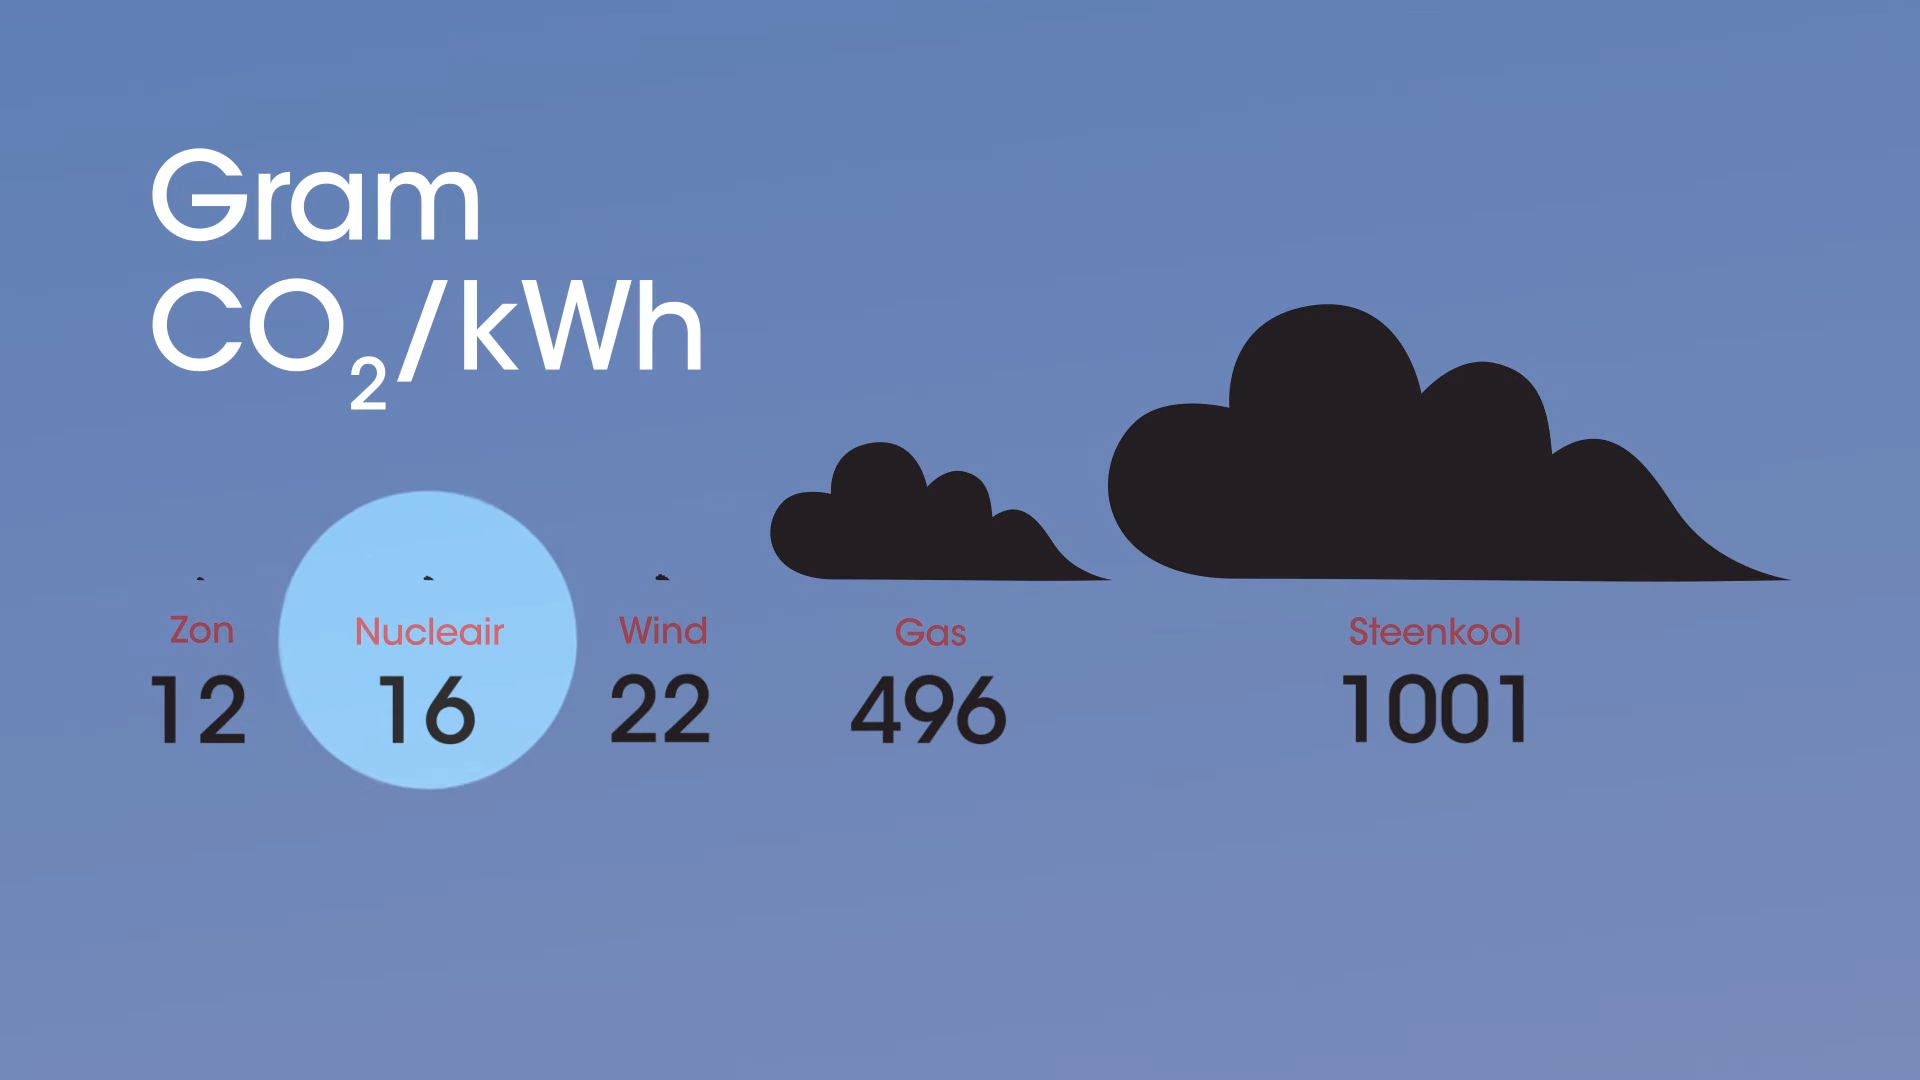 Gram
CO₂/kWh
Zon Nucleair Wind Gas Steenkool
12 16 22 496 1001